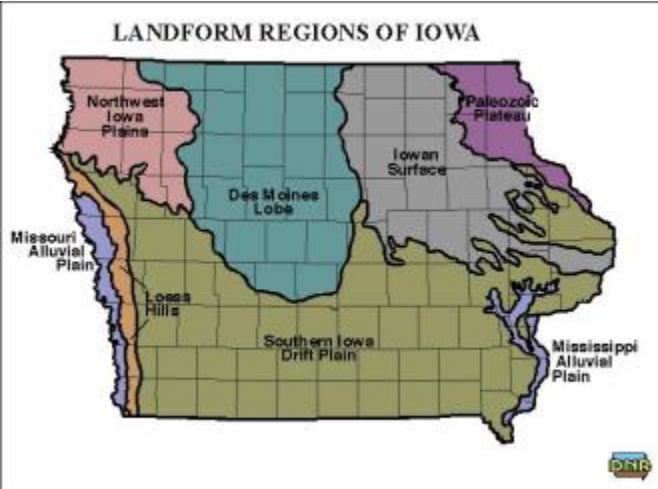 LANDFORM REGIONS OF IOWA
Northwest
Iowa
Plains
Paleozoic
Plateau
Iowan
Surface
Des Moines
Lobe
Missouri
Alluvial
Plain
Loess
Hills
Southern Iowa
Drift Plain
Mississippi
Alluvial
Plain
DNR